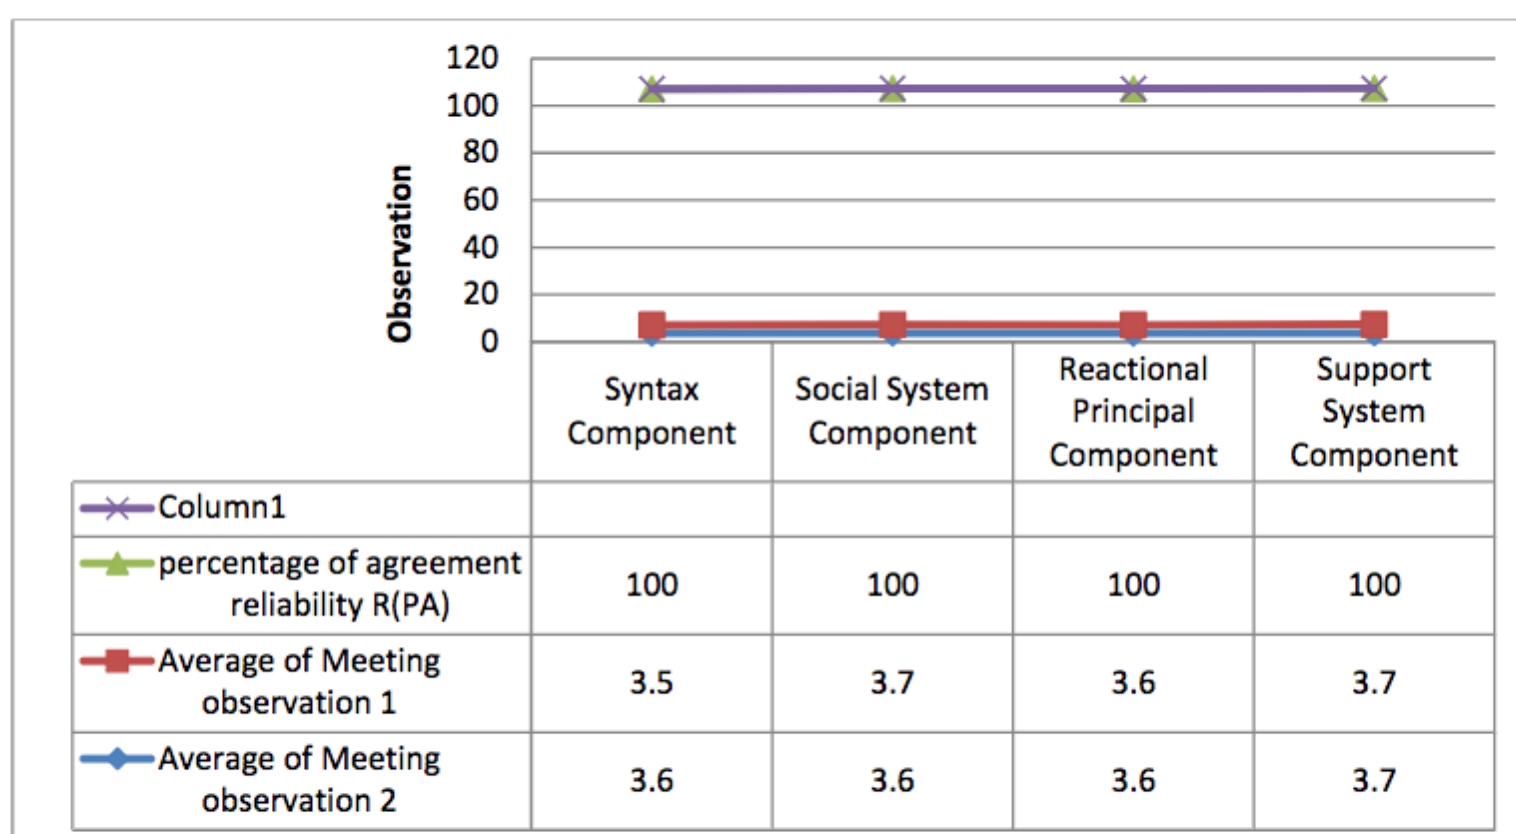 120
100
80
60
40
20
0
Observation
Syntax
Component
Social System
Component
Reactional
Principal
Component
Support
System
Component
Column1
percentage of agreement
reliability R(PA)
100 100 100 100
Average of Meeting
observation 1
3.5 3.7 3.6 3.7
Average of Meeting
observation 2
3.6 3.6 3.6 3.7